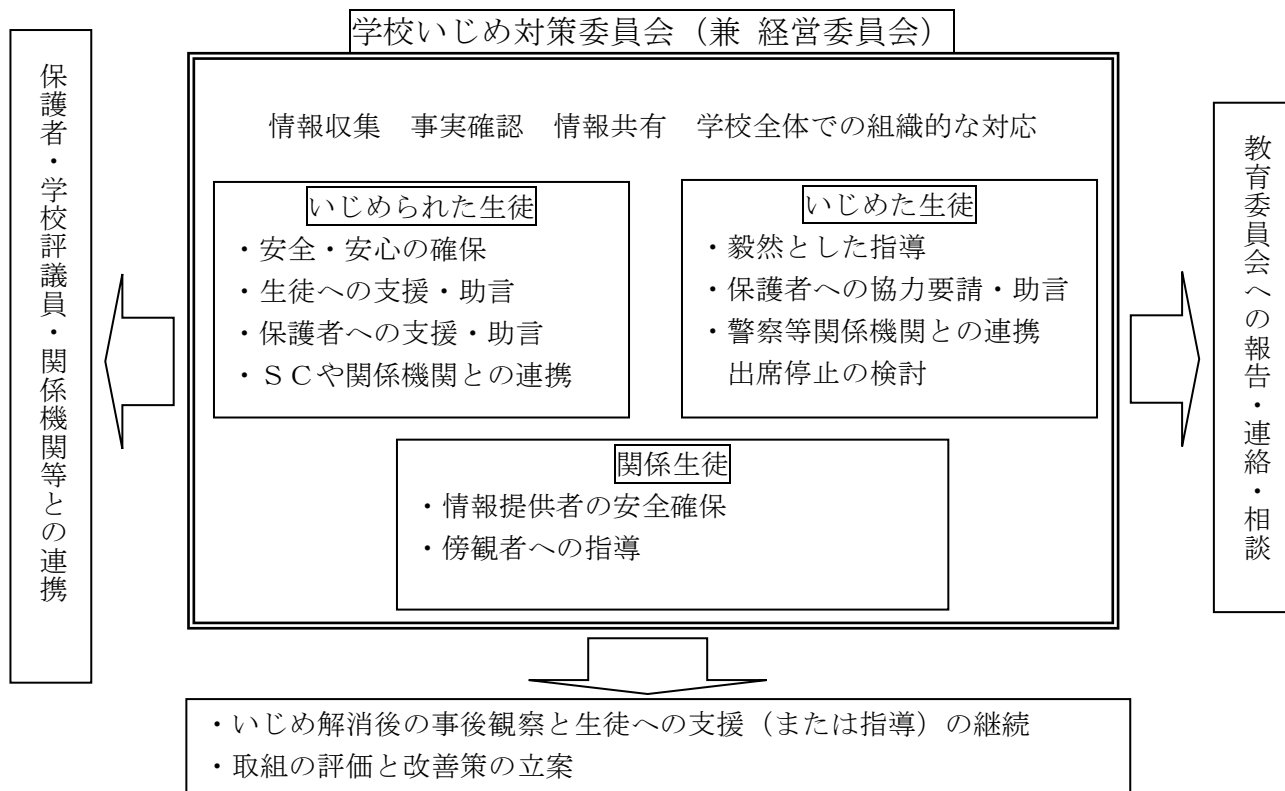 学校いじめ対策委員会（兼 経営委員会）
保護者・学校評議員・関係機関等との連携
情報収集　事実確認　情報共有　学校全体での組織的な対応
いじめられた生徒
・安全・安心の確保
・生徒への支援・助言
・保護者への支援・助言
・ＳＣや関係機関との連携
いじめた生徒
・毅然とした指導
・保護者への協力要請・助言
・警察等関係機関との連携
出席停止の検討
関係生徒
・情報提供者の安全確保
・傍観者への指導
教育委員会への報告・連絡・相談
・いじめ解消後の事後観察と生徒への支援（または指導）の継続
・取組の評価と改善策の立案